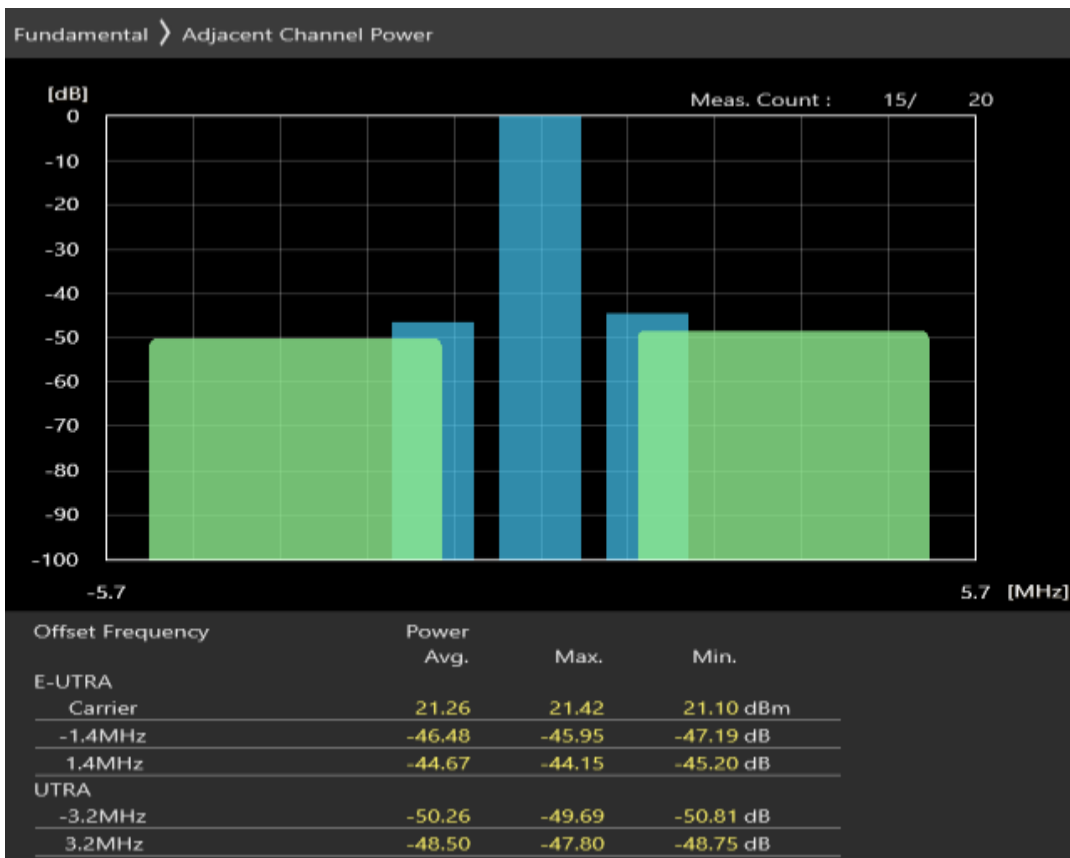 Fundamental 〉 Adjacent Channel Power
[dB]
Meas. Count : 15/ 20
0
-10
-20
-30
-40
-50
-60
-70
-80
-90
-100
-5.7 5.7 [MHz]
Offset Frequency Power
Avg. Max. Min.
E-UTRA
Carrier 21.26 21.42 21.10 dBm
-1.4MHz -46.48 -45.95 -47.19 dB
1.4MHz -44.67 -44.15 -45.20 dB
UTRA
-3.2MHz -50.26 -49.69 -50.81 dB
3.2MHz -48.50 -47.80 -48.75 dB